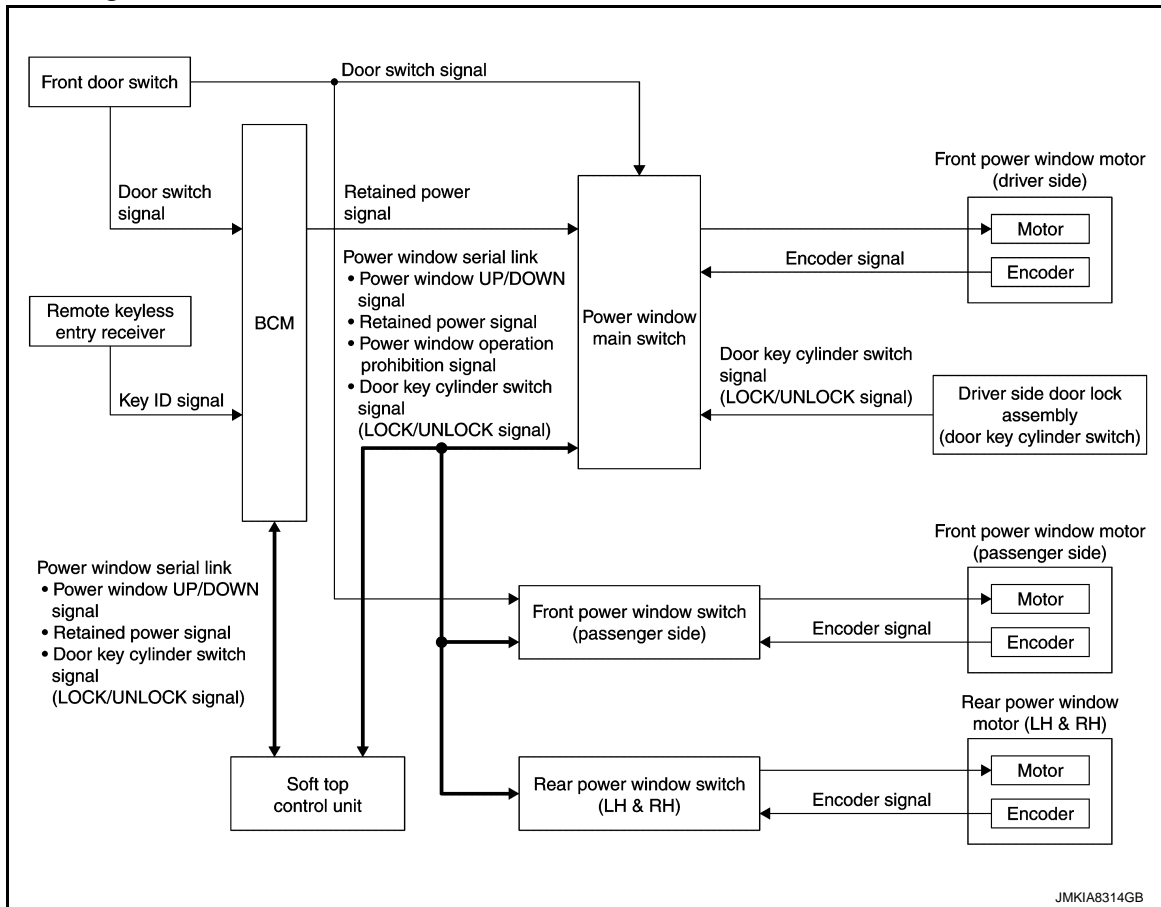 Front door switch
Door switch signal
Door switch
signal
Remote keyless
entry receiver
Key ID signal
BCM
Retained power
signal
Power window serial link
• Power window UP/DOWN
signal
• Retained power signal
• Power window operation
prohibition signal
• Door key cylinder switch
signal
(LOCK/UNLOCK signal)
Power window
main switch
Front power window motor
(driver side)
Motor
Encoder signal
Encoder
Door key cylinder switch
signal
(LOCK/UNLOCK signal)
Driver side door lock
assembly
(door key cylinder switch)
Power window serial link
• Power window UP/DOWN
signal
• Retained power signal
• Door key cylinder switch
signal
(LOCK/UNLOCK signal)
Soft top
control unit
Front power window switch
(passenger side)
Front power window motor
(passenger side)
Motor
Encoder signal
Encoder
Rear power window switch
(LH & RH)
Rear power window
motor (LH & RH)
Motor
Encoder signal
Encoder
JMKIA8314GB